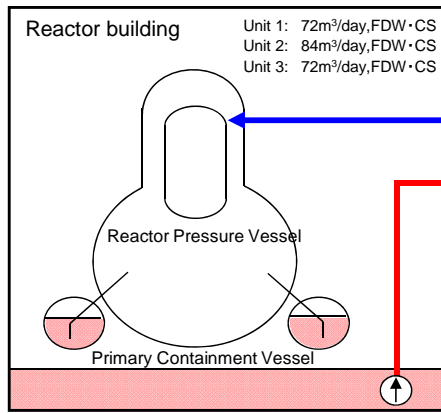 Reactor building
Unit 1: 72m³/day,FDW・CS
Unit 2: 84m³/day,FDW・CS
Unit 3: 72m³/day,FDW・CS
Reactor Pressure Vessel
Primary Containment Vessel